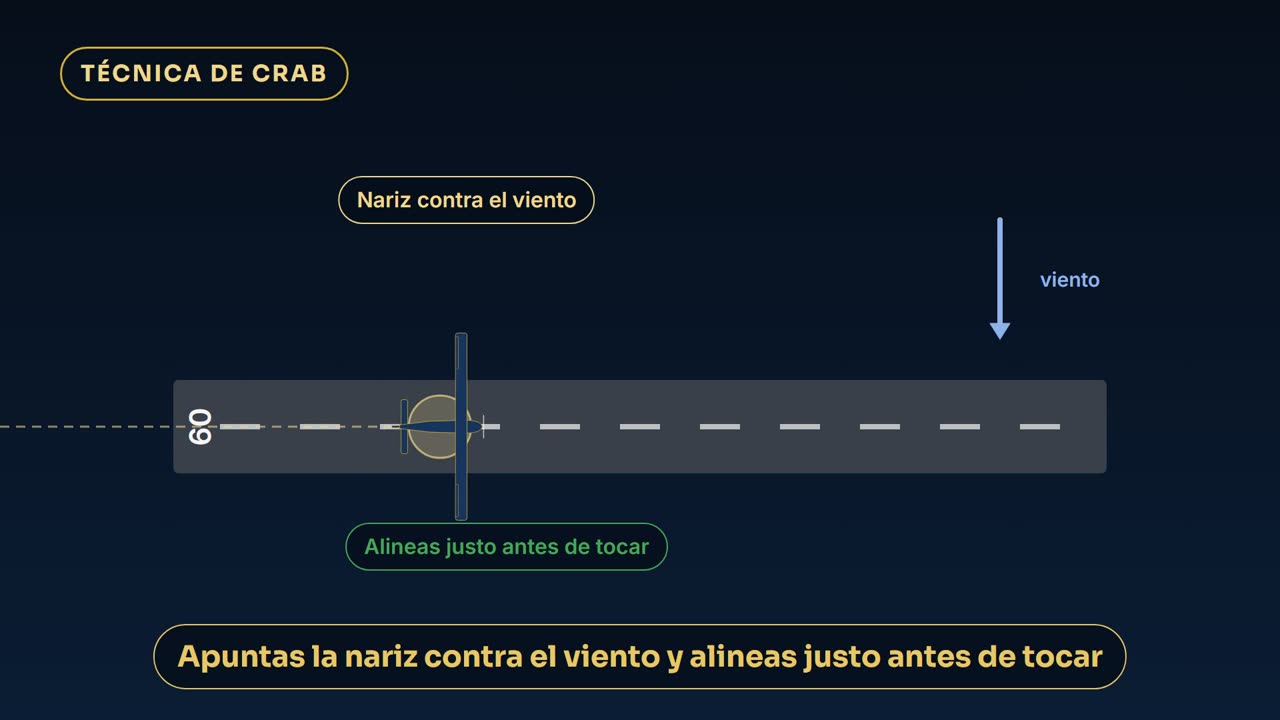 TÉCNICA DE CRAB
Nariz contra el viento
viento
09
Alineas justo antes de tocar
Apuntas la nariz contra el viento y alineas justo antes de tocar